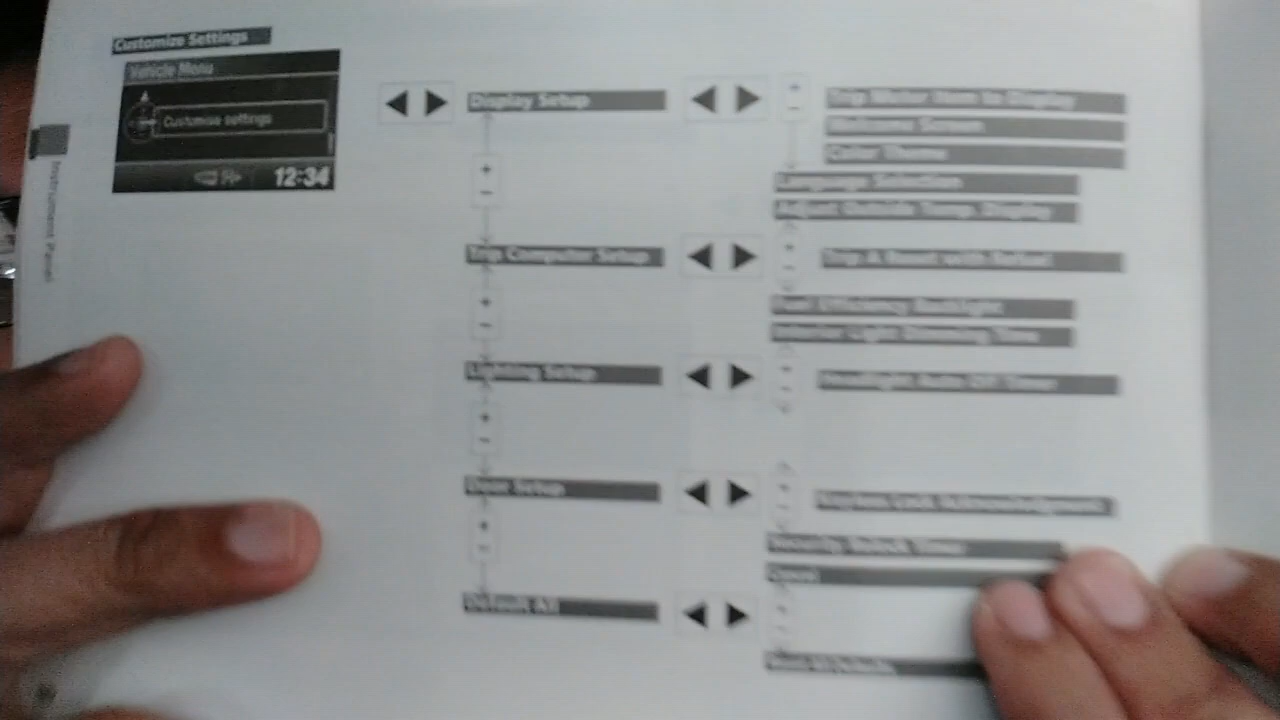 Customize Settings
Vehicle Menu
Customise settings
12:34
Instrument Panel
Display Setup
Trip Meter Item to Display
Welcome Screen
Color Theme
Language Selection
Adjust Outside Temp. Display
Trip Computer Setup
Trip A Reset with Refuel
Fuel Efficiency Backlight
Interior Light Dimming Time
Lighting Setup
Headlight Auto Off Timer
Door Setup
Keyless Lock Acknowledgment
Security Relock Timer
Default All